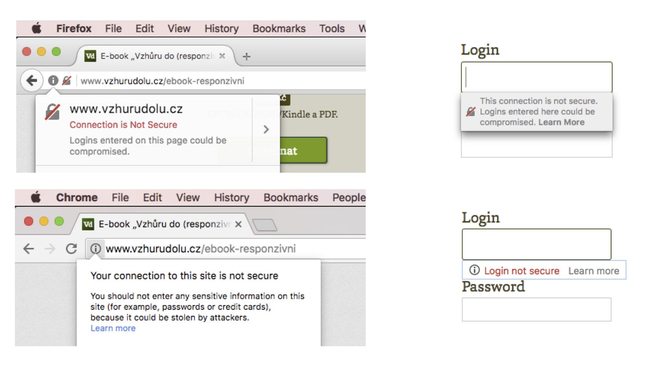 Firefox File Edit View History Bookmarks Tools W
Vd E-book „Vzhůru do (responziv
www.vzhurudolu.cz/ebook-responzivni
www.vzhurudolu.cz
Connection is Not Secure
Logins entered on this page could be
compromised.
/Kindle a PDF.
nat
Login
This connection is not secure.
Logins entered here could be
compromised. Learn More
Chrome File Edit View History Bookmarks People
Vd E-book „Vzhůru do (responziv
www.vzhurudolu.cz/ebook-responzivni
Your connection to this site is not secure
You should not enter any sensitive information on this
site (for example, passwords or credit cards),
because it could be stolen by attackers.
Learn more
Login
Login not secure Learn more
Password